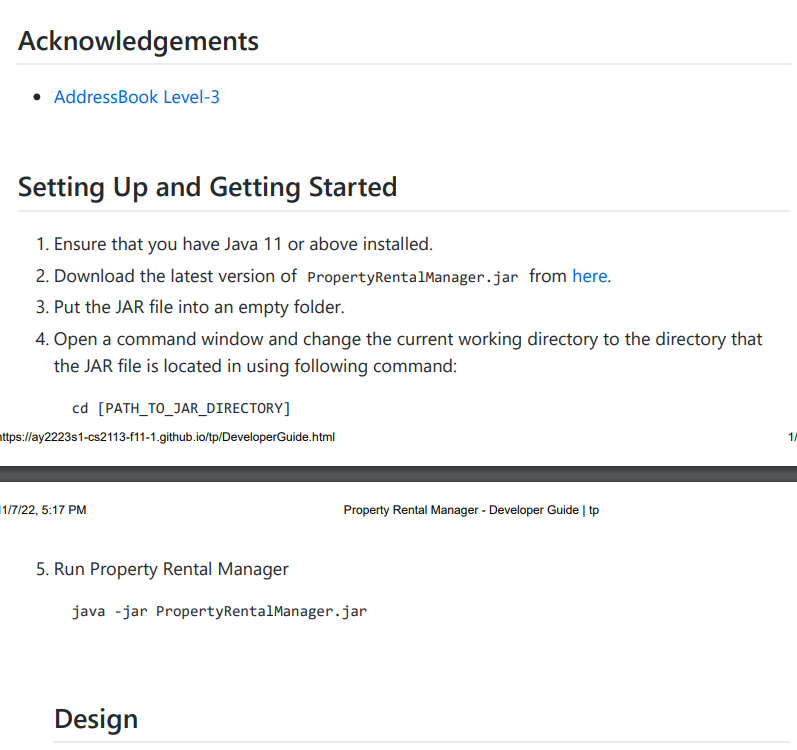 Acknowledgements
• AddressBook Level-3
Setting Up and Getting Started
1. Ensure that you have Java 11 or above installed.
2. Download the latest version of PropertyRentalManager.jar from here.
3. Put the JAR file into an empty folder.
4. Open a command window and change the current working directory to the directory that
the JAR file is located in using following command:
cd [PATH_TO_JAR_DIRECTORY]
https://ay2223s1-cs2113-f11-1.github.io/tp/DeveloperGuide.html 1/
1/7/22, 5:17 PM Property Rental Manager - Developer Guide | tp
5. Run Property Rental Manager
java -jar PropertyRentalManager.jar
Design